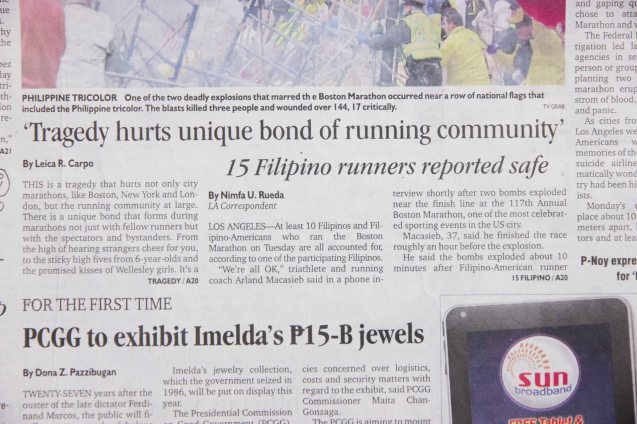 PHILIPPINE TRICOLOR One of the two deadly explosions that marred the Boston Marathon occurred near a row of national flags that
included the Philippine tricolor. The blasts killed three people and wounded over 144, 17 critically.
TV GRAB
‘Tragedy hurts unique bond of running community’
By Leica R. Carpo
THIS is a tragedy that hurts not only city
marathons, like Boston, New York and Lon-
don, but the running community at large.
There is a unique bond that forms during
marathons not just with fellow runners but
with the spectators and bystanders. From
the high of hearing strangers cheer for you
to the sticky high fives from 6-year-olds and
the promised kisses of Wellesley girls. It’s a
TRAGEDY/A20
15 Filipino runners reported safe
By Nimfa U. Rueda
LA Correspondent
LOS ANGELES—At least 10 Filipinos and Fil-
ipino-Americans who ran the Boston
Marathon on Tuesday are all accounted for,
according to one of the participating Filipinos.
“We’re all OK,” triathlete and running
coach Arland Macasieb said in a phone in-
terview shortly after two bombs exploded
near the finish line at the 117th Annual
Boston Marathon, one of the most celebrat-
ed sporting events in the US city.
Macasieb, 37, said he finished the race
roughly an hour before the explosion.
He said the bombs exploded about 10
minutes after Filipino-American runner
15 FILIPINO/A20
FOR THE FIRST TIME
PCGG to exhibit Imelda’s ₱15-B jewels
By Dona Z. Pazzibugan
TWENTY-SEVEN years after the
ouster of the late dictator Ferdi-
nand Marcos, the public will fi-
Imelda’s jewelry collection,
which the government seized in
1986, will be put on display this
year.
The Presidential Commission
on Good Government (PCGG)
cies concerned over logistics,
costs and security matters with
regard to the exhibit, said PCGG
Commissioner Maita Chan-
Gonzaga.
The PCGG is aiming to mount
sun
broadband
FREE Tablet &
and gaping
chose to atta
Marathon and
The Federal
tigation led la
agencies in se
person or group
planting two
marathon erup
strom of blood,
and panic.
As cities fro
Los Angeles we
Americans w
memories of the
suicide airline
matically wond
try had been hi
ists.
Monday’s
place about 10
meters apart,
tors and at lea
P-Noy expre
for
A21